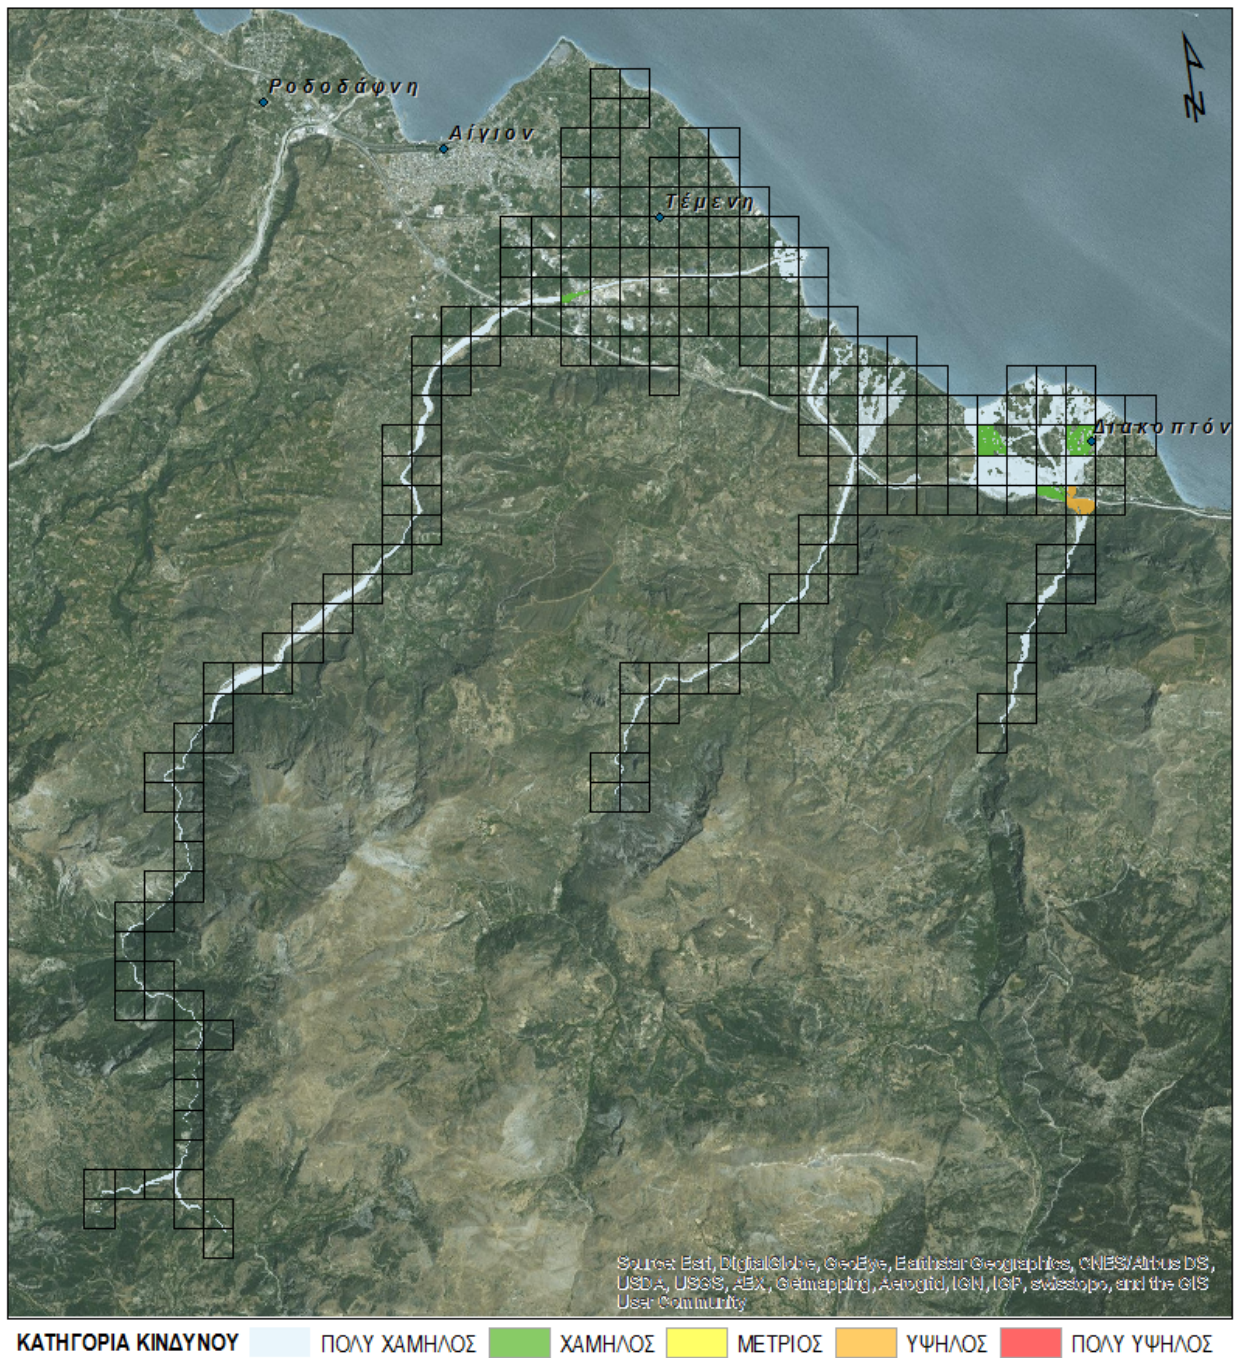 N
Ροδοδάφνη
Αίγιον
Τέμενη
Διακοπτόν
Source: Esri, DigitalGlobe, GeoEye, Earthstar Geographics, CNES/Airbus DS,
USDA, USGS, AEX, Getmapping, Aerogrid, IGN, IGP, swisstopo, and the GIS
User Community
ΚΑΤΗΓΟΡΙΑ ΚΙΝΔΥΝΟΥ ΠΟΛΥ ΧΑΜΗΛΟΣ ΧΑΜΗΛΟΣ ΜΕΤΡΙΟΣ ΥΨΗΛΟΣ ΠΟΛΥ ΥΨΗΛΟΣ